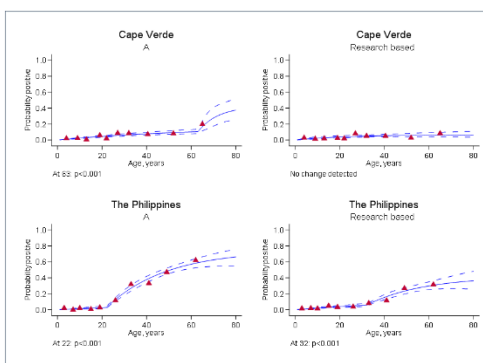 Cape Verde
A
Probability positive
1.0
0.8
0.6
0.4
0.2
0.0
0 20 40 60 80
Age, years
At 63: p<0.001
Cape Verde
Research based
Probability positive
1.0
0.8
0.6
0.4
0.2
0.0
0 20 40 60 80
Age, years
No change detected
The Philippines
A
Probability positive
1.0
0.8
0.6
0.4
0.2
0.0
0 20 40 60 80
Age, years
At 22: p<0.001
The Philippines
Research based
Probability positive
1.0
0.8
0.6
0.4
0.2
0.0
0 20 40 60 80
Age, years
At 32: p<0.001